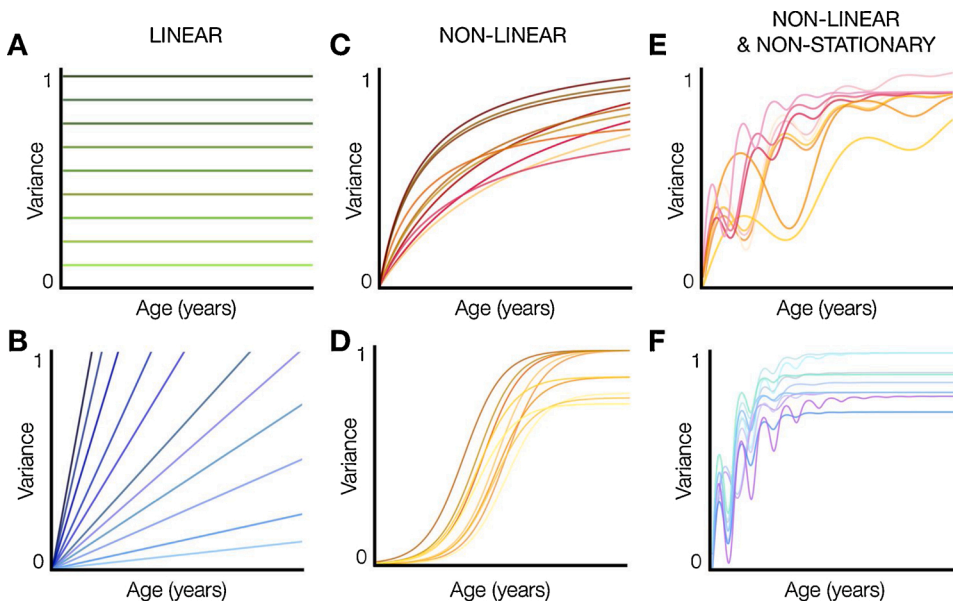 A
LINEAR
1
Variance
0
Age (years)
B
1
Variance
0
Age (years)
C
NON-LINEAR
1
Variance
0
Age (years)
D
1
Variance
0
Age (years)
E
NON-LINEAR
& NON-STATIONARY
1
Variance
0
Age (years)
F
1
Variance
0
Age (years)